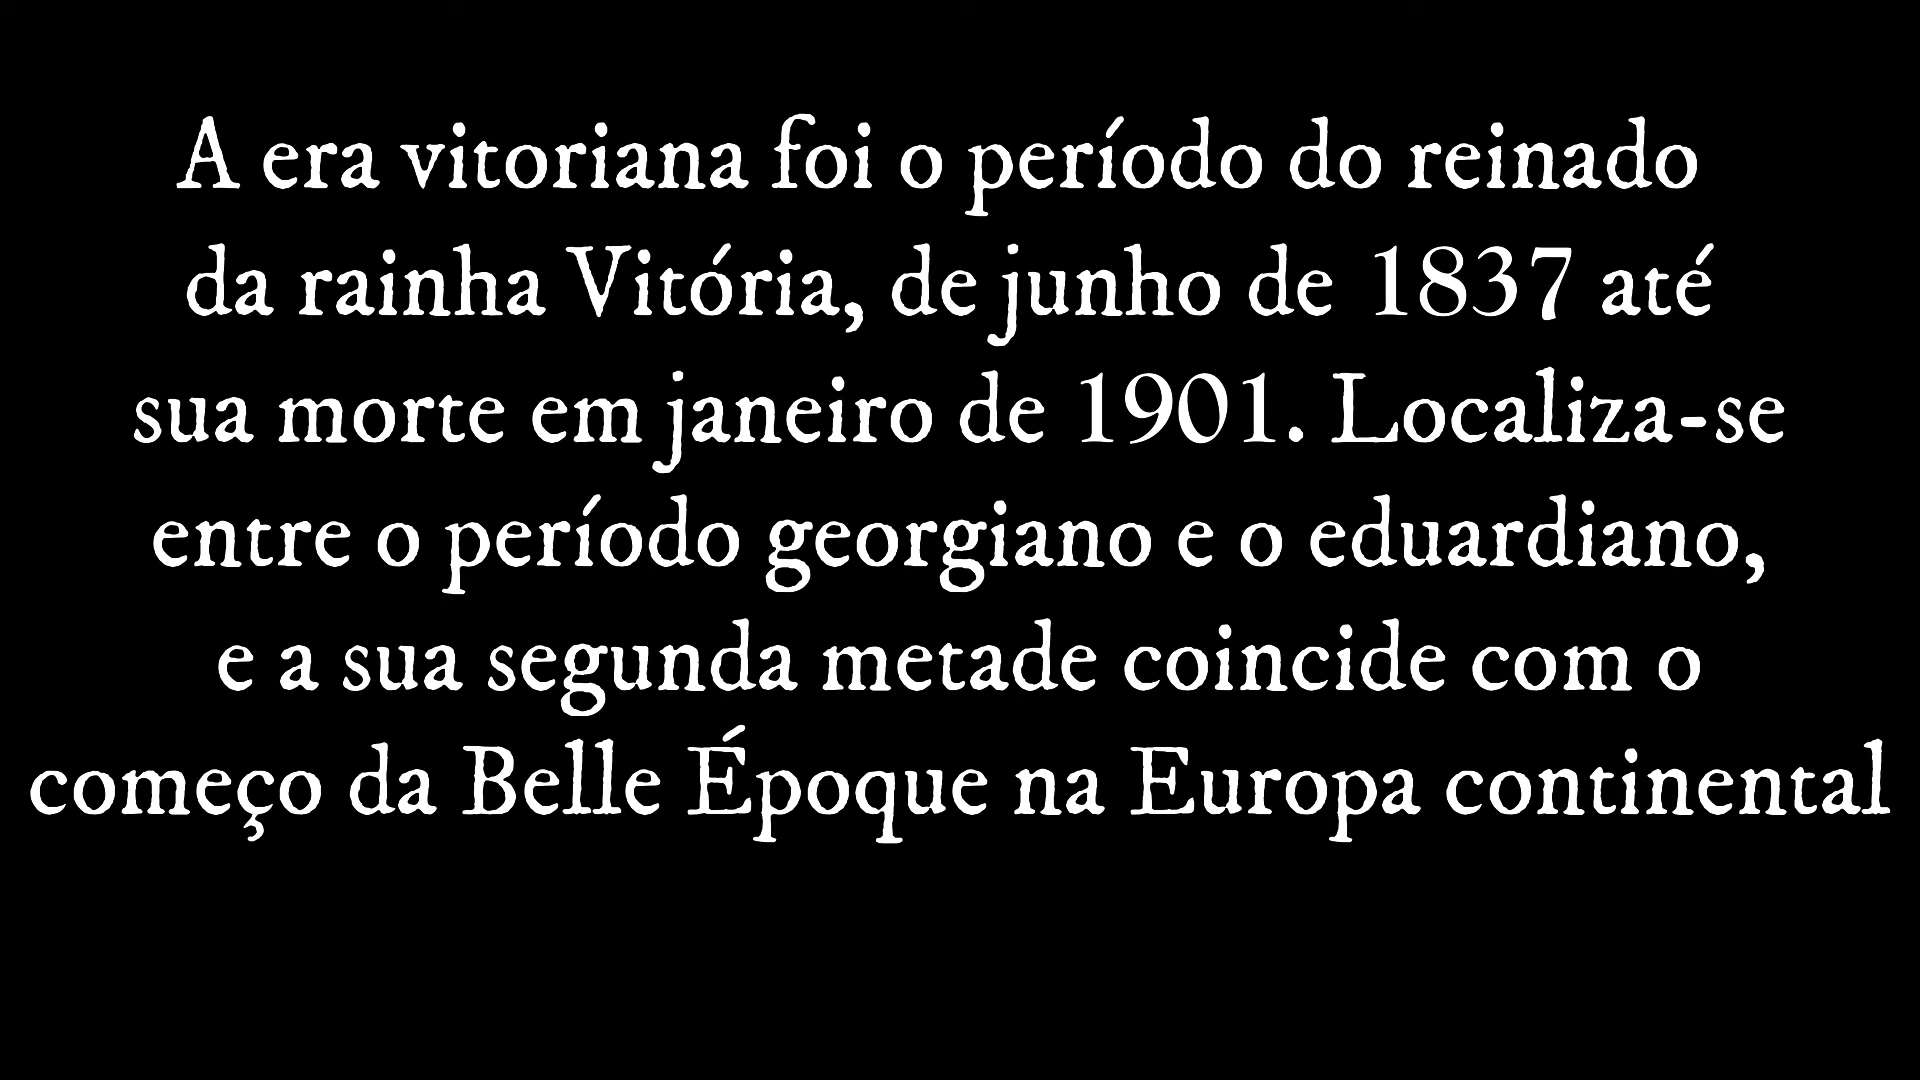 A era vitoriana foi o período do reinado
da rainha Vitória, de junho de 1837 até
sua morte em janeiro de 1901. Localiza-se
entre o período georgiano e o eduardiano,
e a sua segunda metade coincide com o
começo da Belle Époque na Europa continental